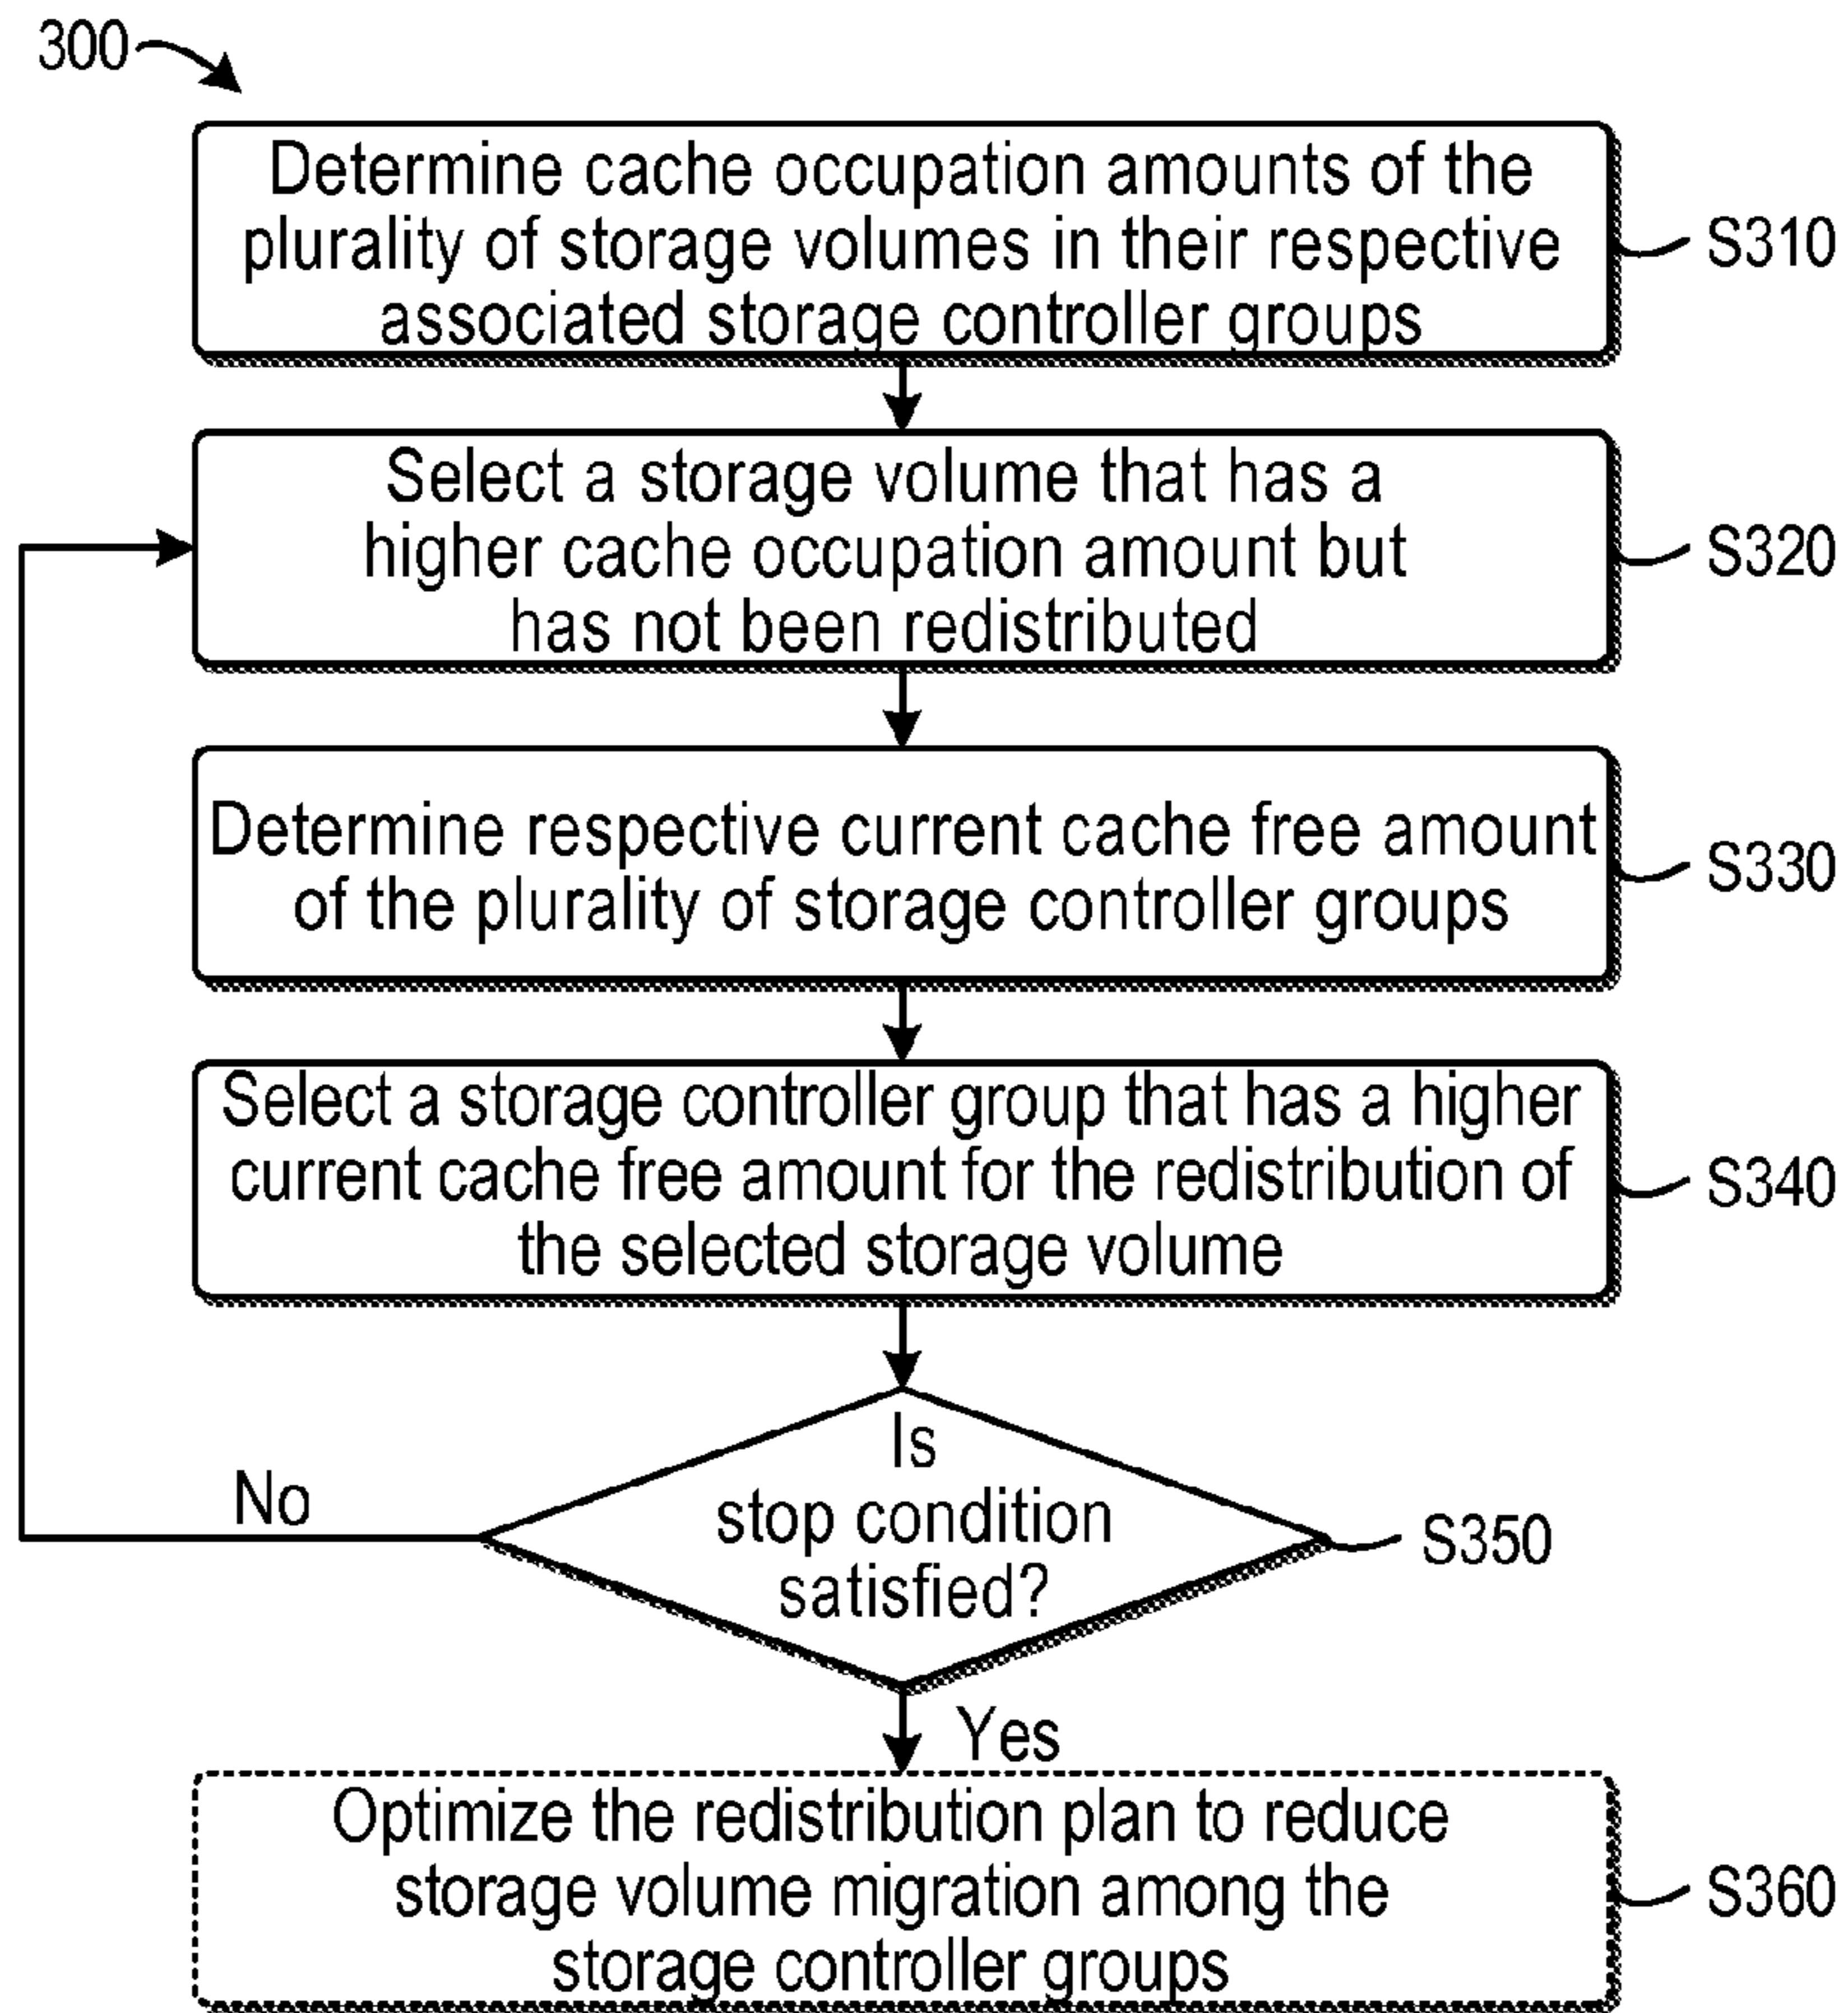 300
Determine cache occupation amounts of the
plurality of storage volumes in their respective
associated storage controller groups
S310
Select a storage volume that has a
higher cache occupation amount but
has not been redistributed
S320
Determine respective current cache free amount
of the plurality of storage controller groups
S330
Select a storage controller group that has a higher
current cache free amount for the redistribution of
the selected storage volume
S340
Is
stop condition
satisfied?
S350
No
Yes
Optimize the redistribution plan to reduce
storage volume migration among the
storage controller groups
S360